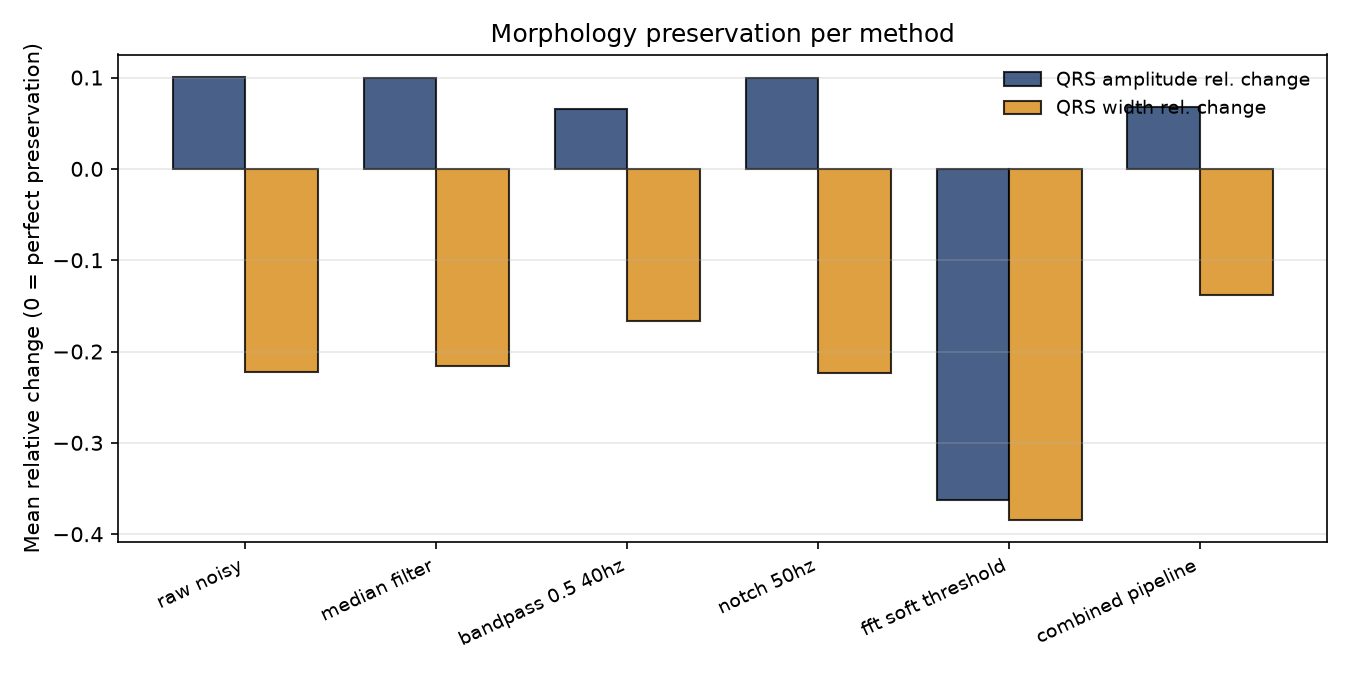 Morphology preservation per method
Mean relative change (0 = perfect preservation)
0.1
0.0
−0.1
−0.2
−0.3
−0.4
QRS amplitude rel. change
QRS width rel. change
raw noisy
median filter
bandpass 0.5 40hz
notch 50hz
fft soft threshold
combined pipeline